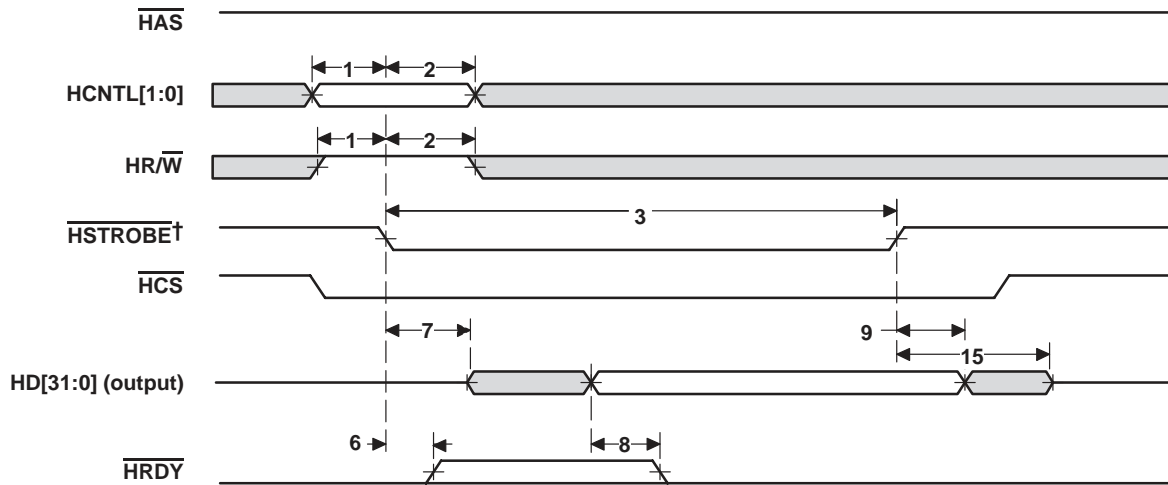 HAS
1 2
HCNTL[1:0]
1 2
HR/W
3
HSTROBE†
HCS
7 9
15
HD[31:0] (output)
6 8
HRDY